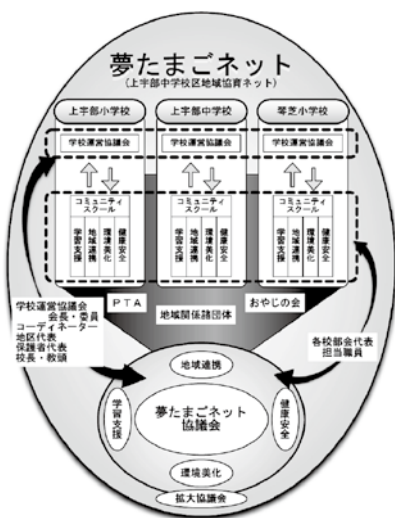 夢たまごネット
(上宇部中学校区地域協育ネット)
上宇部小学校
上宇部中学校
琴芝小学校
学校運営協議会
学校運営協議会
学校運営協議会
コミュニティ
スクール
コミュニティ
スクール
コミュニティ
スクール
学習支援
地域連携
環境美化
健康安全
学習支援
地域連携
環境美化
健康安全
学習支援
地域連携
環境美化
健康安全
PTA
地域関係諸団体
おやじの会
学校運営協議会
会長・委員
コーディネーター
地区代表
保護者代表
校長・教頭
各校部会代表
担当職員
地域連携
学習支援
夢たまごネット
協議会
健康安全
環境美化
拡大協議会